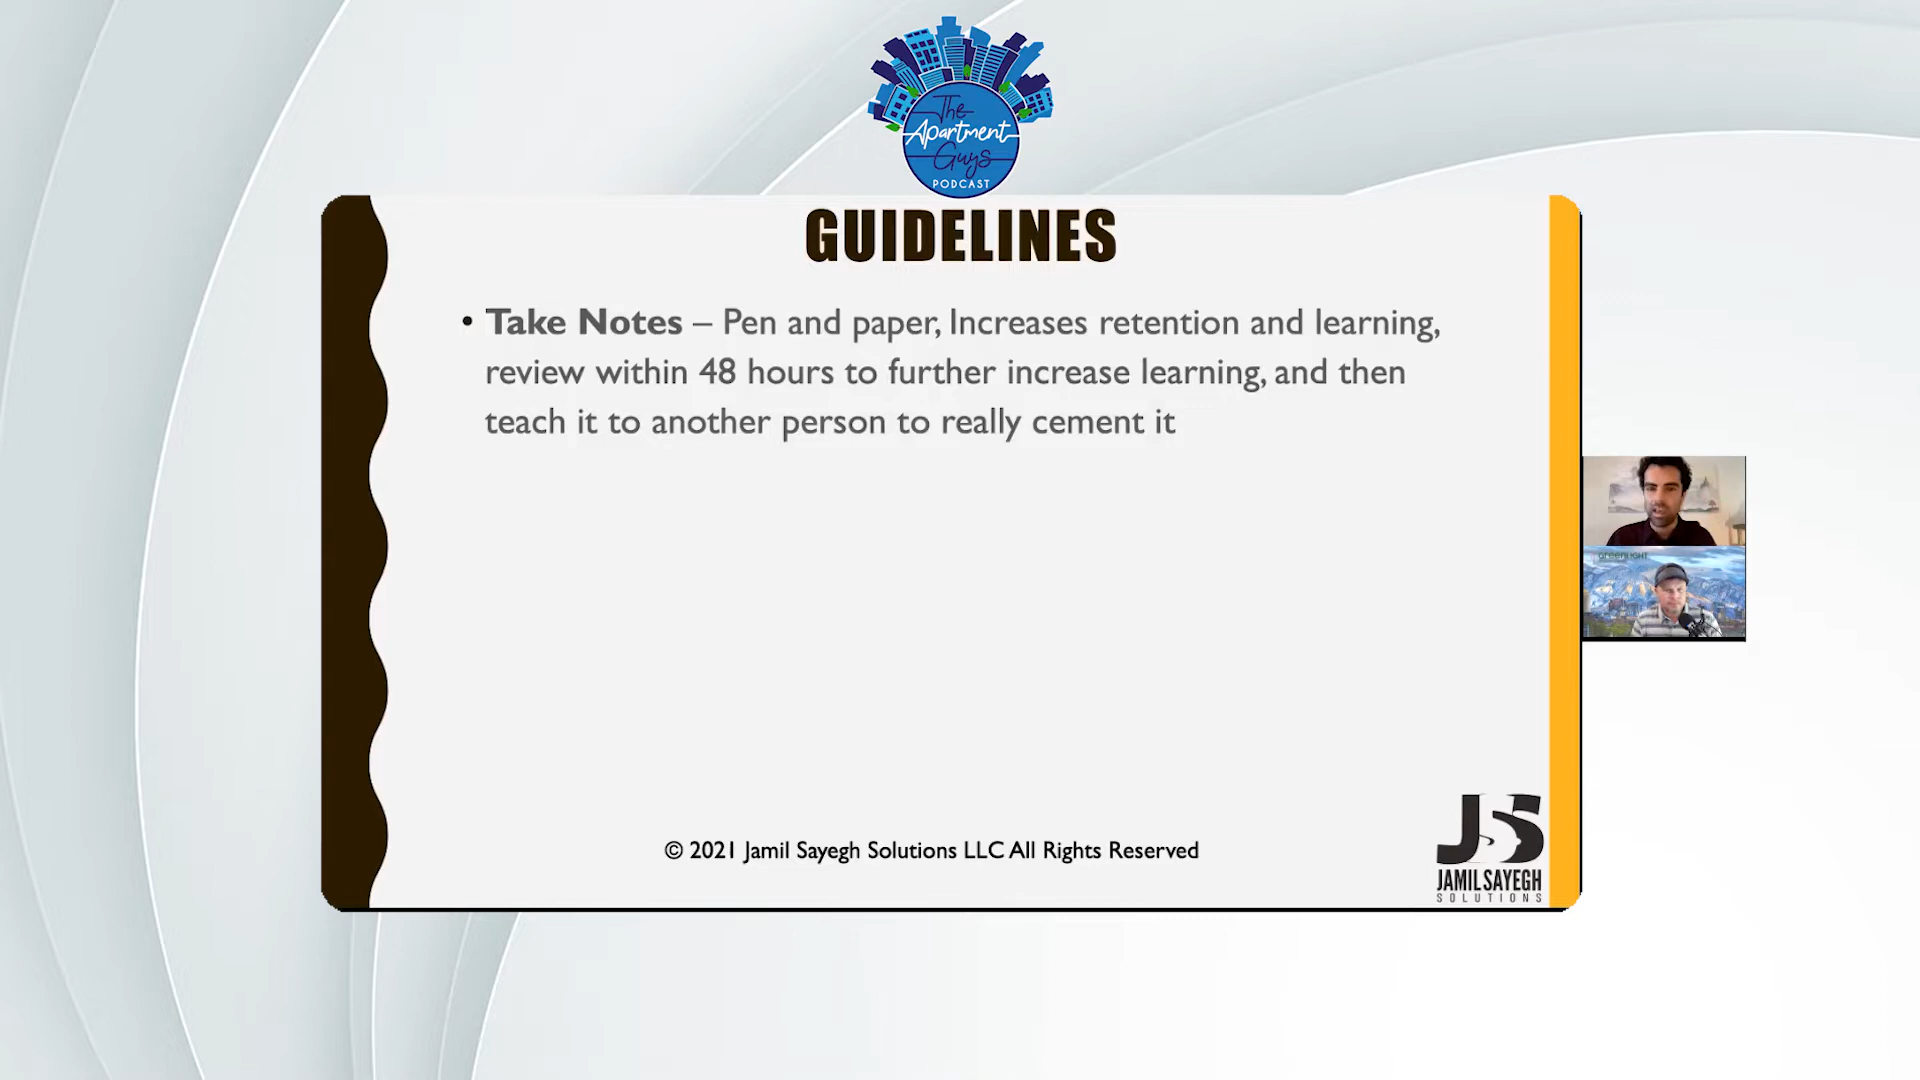 The
Apartment
Guys
PODCAST
GUIDELINES
• Take Notes – Pen and paper, Increases retention and learning,
review within 48 hours to further increase learning, and then
teach it to another person to really cement it
GREENLIGHT
© 2021 Jamil Sayegh Solutions LLC All Rights Reserved
JSS
JAMIL SAYEGH
SOLUTIONS